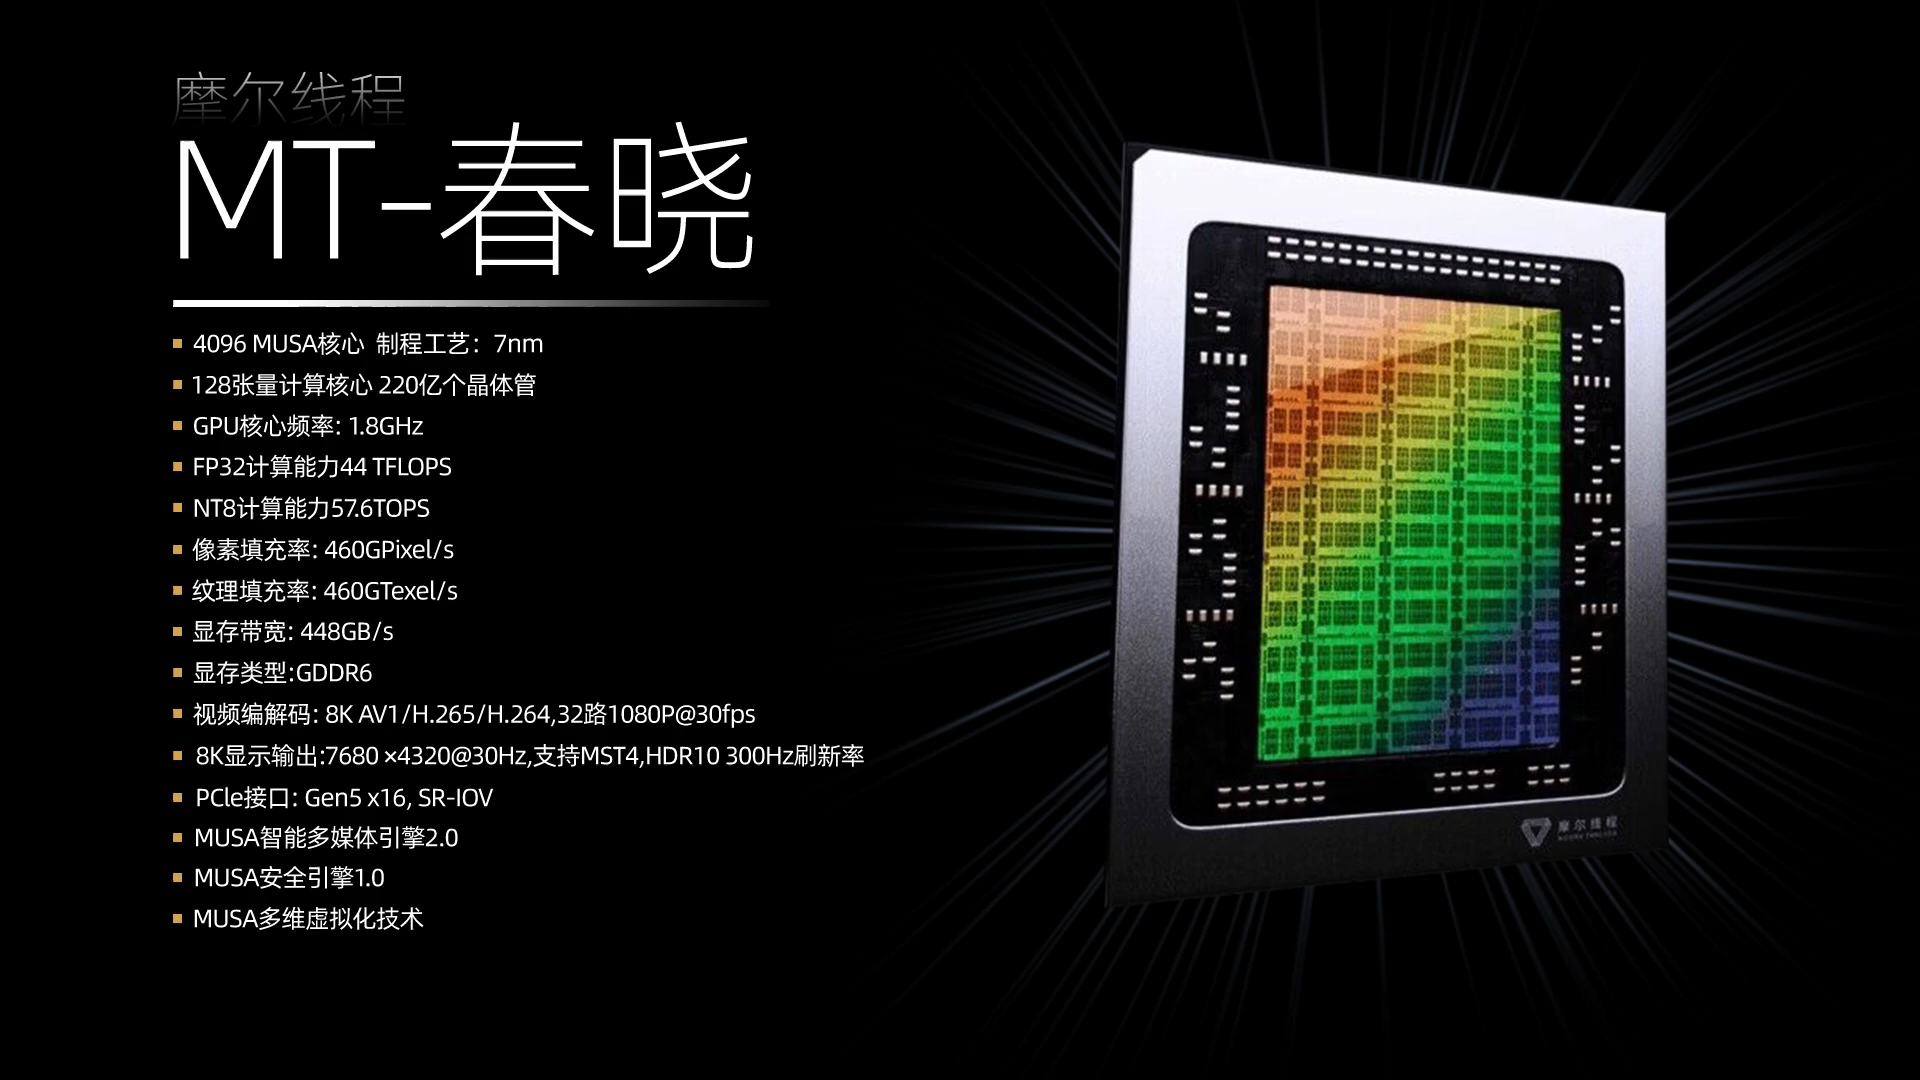 摩尔线程
MT-春晓
4096 MUSA核心 制程工艺：7nm
128张量计算核心 220亿个晶体管
GPU核心频率: 1.8GHz
FP32计算能力44 TFLOPS
NT8计算能力57.6TOPS
像素填充率: 460GPixel/s
纹理填充率: 460GTexel/s
显存带宽: 448GB/s
显存类型:GDDR6
视频编解码: 8K AV1/H.265/H.264,32路1080P@30fps
8K显示输出:7680 ×4320@30Hz,支持MST4,HDR10 300Hz刷新率
PCle接口: Gen5 x16, SR-IOV
MUSA智能多媒体引擎2.0
MUSA安全引擎1.0
MUSA多维虚拟化技术
摩尔线程
MOORE THREADS